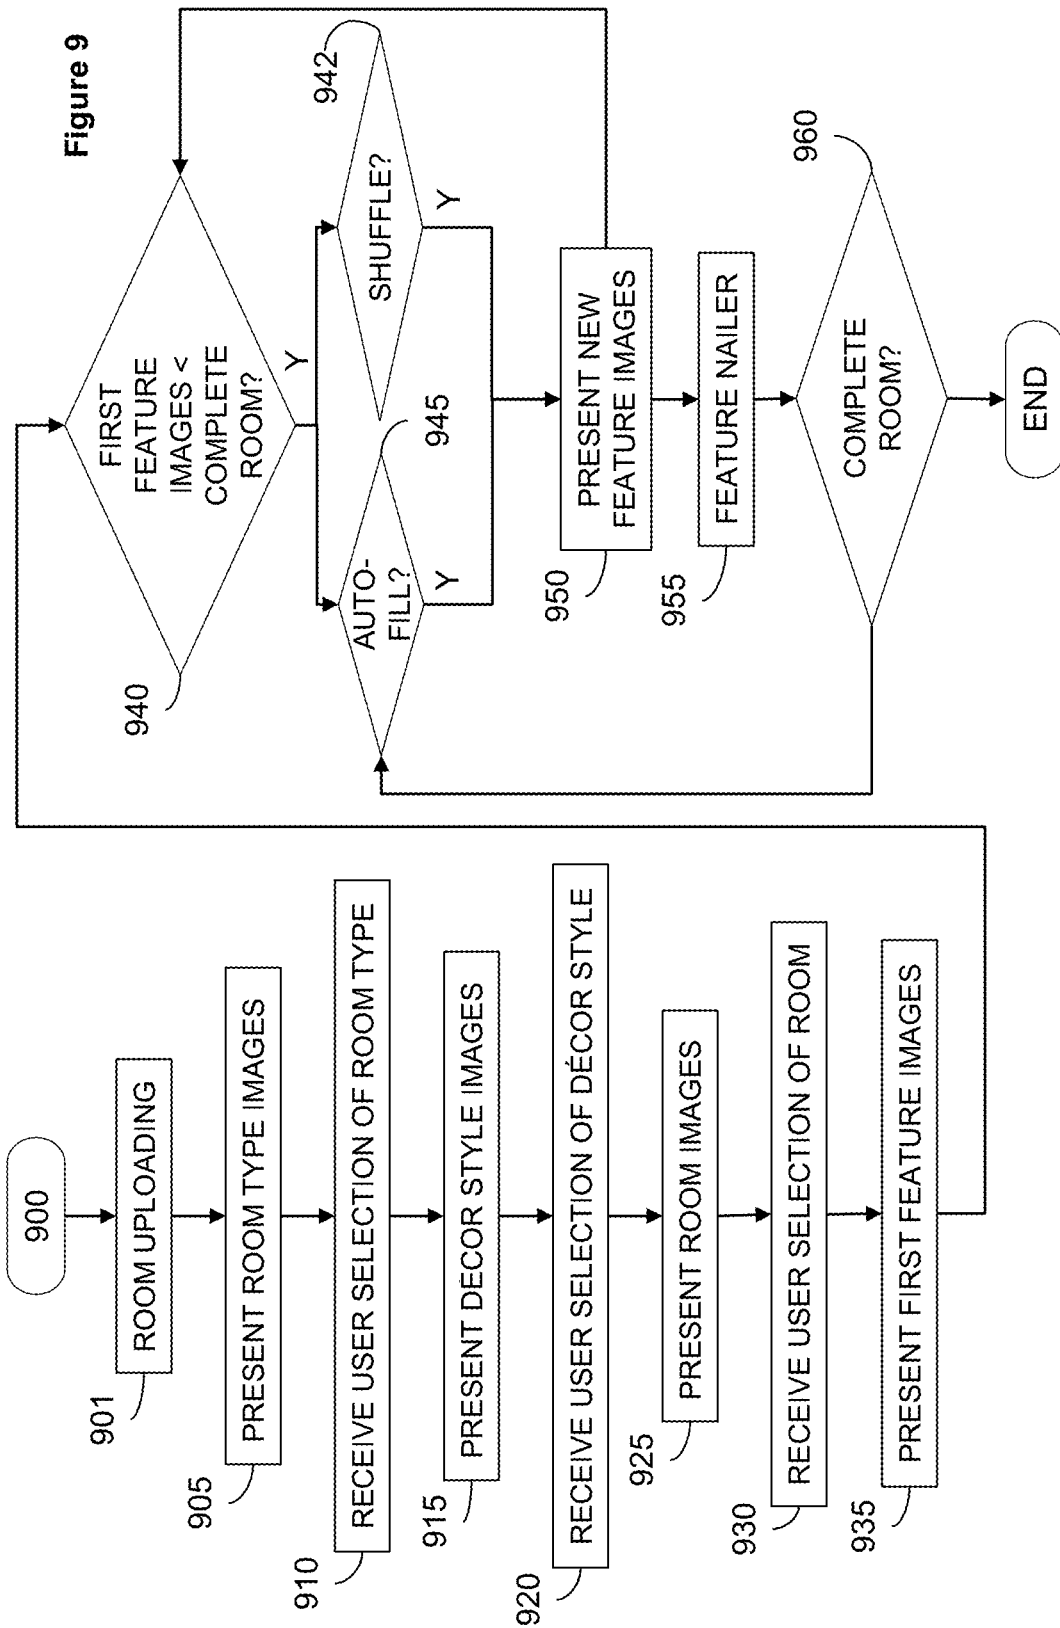 Figure 9
900
901
ROOM UPLOADING
905
PRESENT ROOM TYPE IMAGES
910
RECEIVE USER SELECTION OF ROOM TYPE
915
PRESENT DÉCOR STYLE IMAGES
920
RECEIVE USER SELECTION OF DÉCOR STYLE
925
PRESENT ROOM IMAGES
930
RECEIVE USER SELECTION OF ROOM
935
PRESENT FIRST FEATURE IMAGES
940
FIRST
FEATURE
IMAGES <
COMPLETE
ROOM?
Y
945
AUTO-
FILL?
Y
942
SHUFFLE?
Y
950
PRESENT NEW
FEATURE IMAGES
955
FEATURE NAILER
960
COMPLETE
ROOM?
END